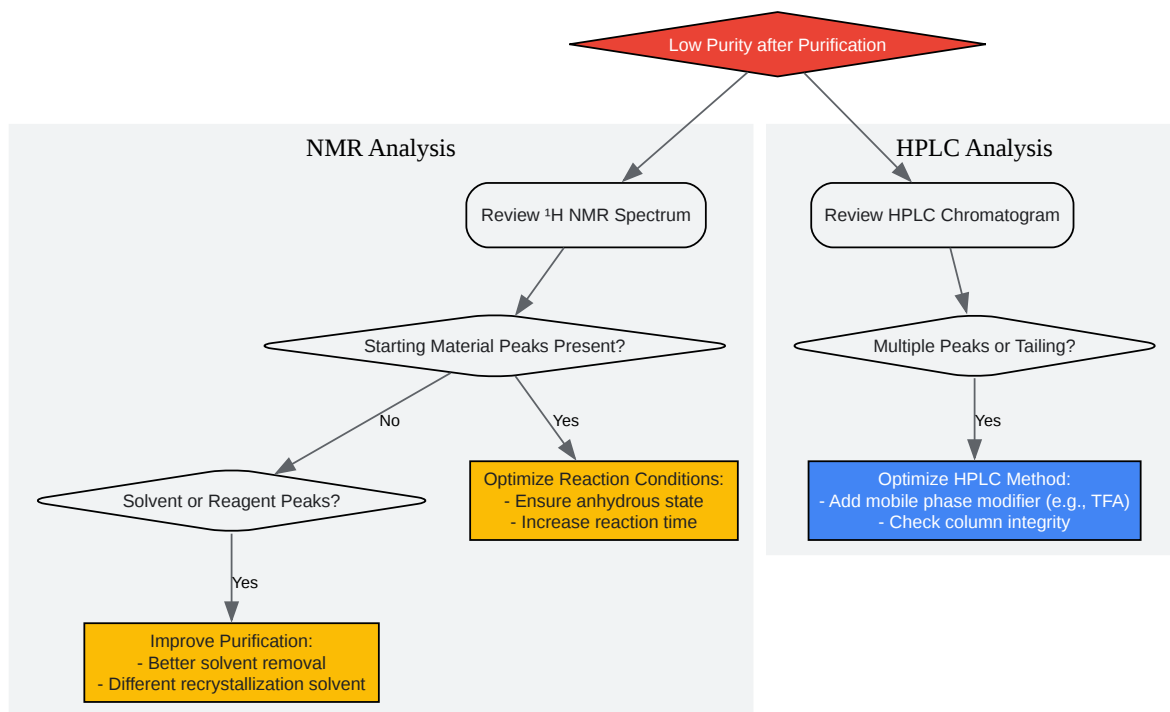 Low Purity after Purification
NMR Analysis
HPLC Analysis
Review ¹H NMR Spectrum
Review HPLC Chromatogram
Starting Material Peaks Present?
Multiple Peaks or Tailing?
No
Yes
Yes
Solvent or Reagent Peaks?
Optimize Reaction Conditions:
- Ensure anhydrous state
- Increase reaction time
Optimize HPLC Method:
- Add mobile phase modifier (e.g., TFA)
- Check column integrity
Yes
Improve Purification:
- Better solvent removal
- Different recrystallization solvent